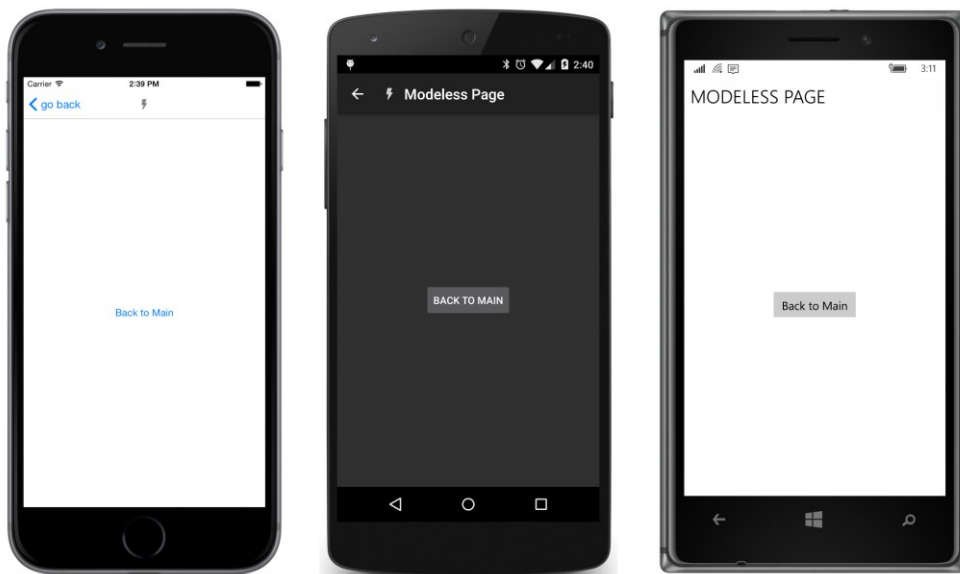 Carrier 2:39 PM
go back
Back to Main
2:40
Modeless Page
BACK TO MAIN
3:11
MODELESS PAGE
Back to Main